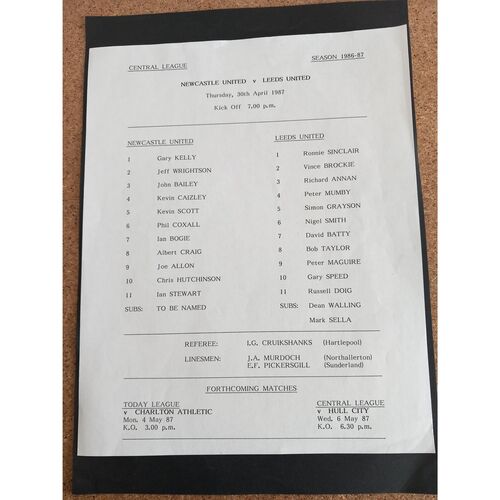 CENTRAL LEAGUE SEASON 1986-87
NEWCASTLE UNITED v LEEDS UNITED
Thursday, 30th April 1987
Kick Off 7.00 p.m.
NEWCASTLE UNITED
1 Gary KELLY
2 Jeff WRIGHTSON
3 John BAILEY
4 Kevin CAIZLEY
5 Kevin SCOTT
6 Phil COXALL
7 Ian BOGIE
8 Albert CRAIG
9 Joe ALLON
10 Chris HUTCHINSON
11 Ian STEWART
SUBS: TO BE NAMED
LEEDS UNITED
1 Ronnie SINCLAIR
2 Vince BROCKIE
3 Richard ANNAN
4 Peter MUMBY
5 Simon GRAYSON
6 Nigel SMITH
7 David BATTY
8 Bob TAYLOR
9 Peter MAGUIRE
10 Gary SPEED
11 Russell DOIG
SUBS: Dean WALLING
Mark SELLA
REFEREE: I.G. CRUIKSHANKS (Hartlepool)
LINESMEN: J.A. MURDOCH (Northallerton)
E.F. PICKERSGILL (Sunderland)
FORTHCOMING MATCHES
TODAY LEAGUE
v CHARLTON ATHLETIC
Mon. 4 May 87
K.O. 3.00 p.m.
CENTRAL LEAGUE
v HULL CITY
Wed. 6 May 87
K.O. 6.30 p.m.